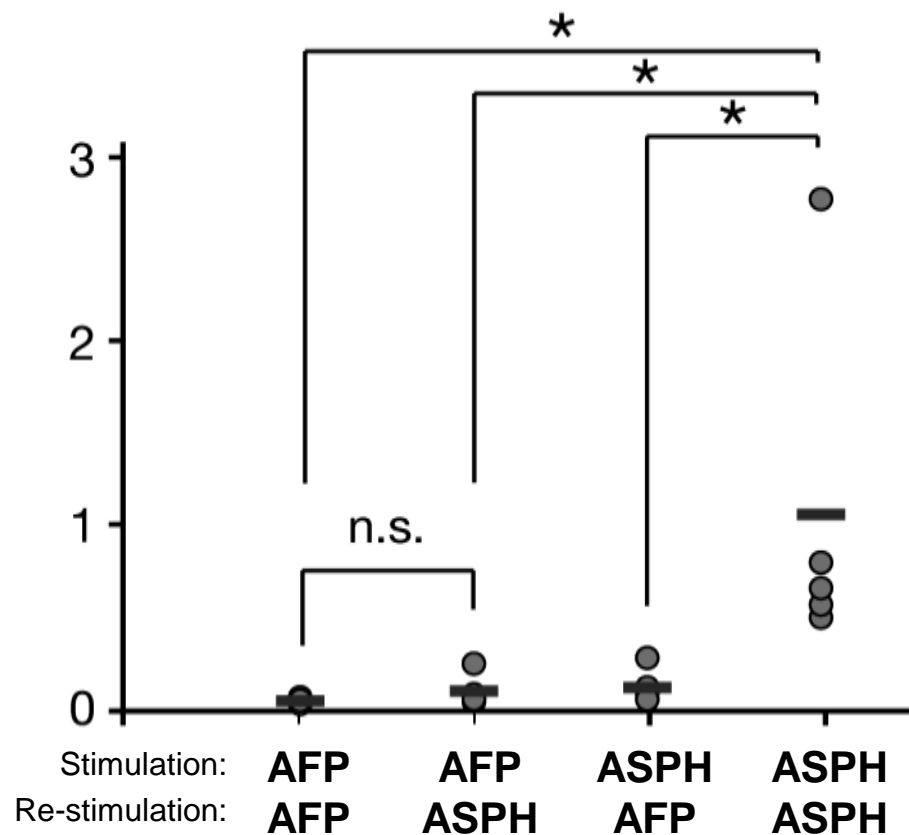 *
*
*
3
2
1
n.s.
0
Stimulation: AFP AFP ASPH ASPH
Re-stimulation: AFP ASPH AFP ASPH